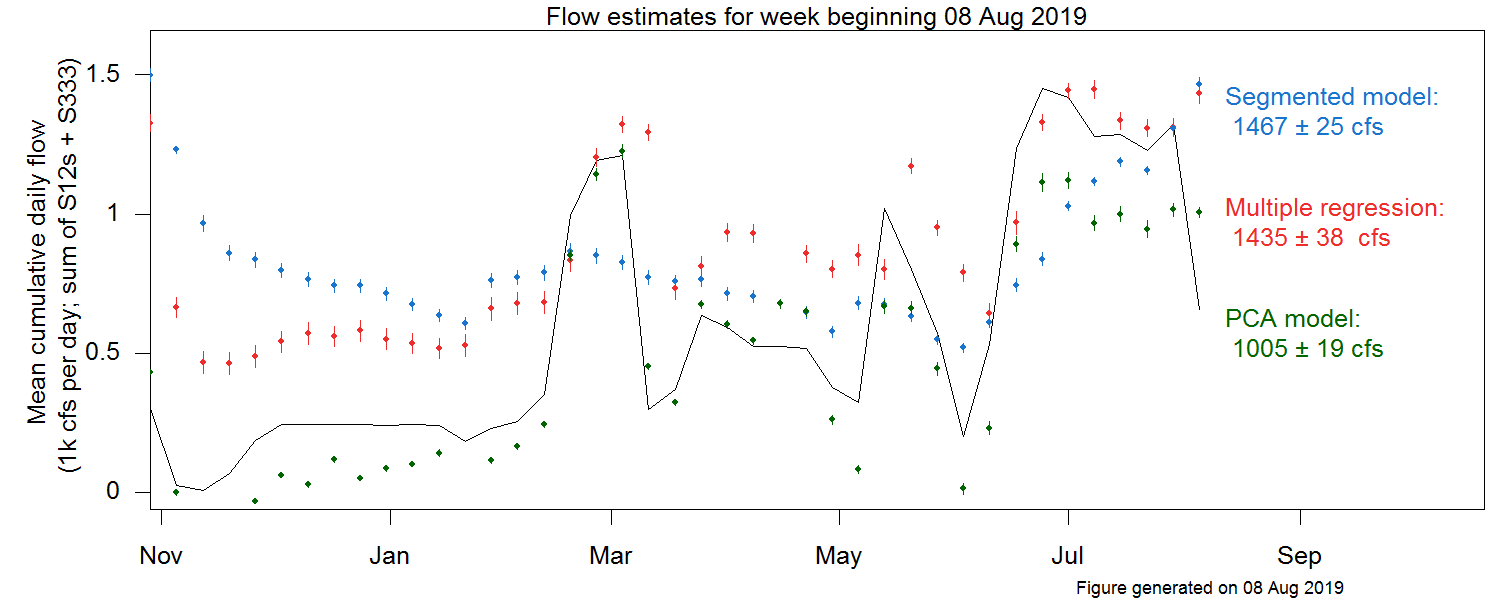 Flow estimates for week beginning 08 Aug 2019
Mean cumulative daily flow
(1k cfs per day; sum of S12s + S333)
1.5
1
0.5
0
Nov
Jan
Mar
May
Jul
Sep
Segmented model:
1467 ± 25 cfs
Multiple regression:
1435 ± 38 cfs
PCA model:
1005 ± 19 cfs
Figure generated on 08 Aug 2019